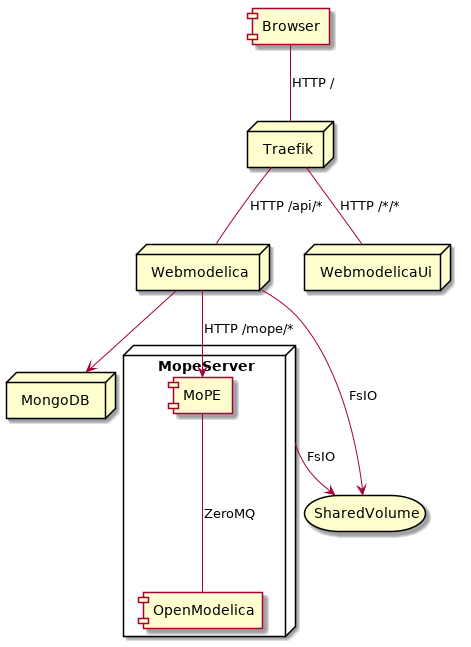 Browser
HTTP /
Traefik
HTTP /api/*
HTTP /*/*
Webmodelica
WebmodelicaUi
HTTP /mope/*
MopeServer
MongoDB
MoPE
FsIO
FsIO
ZeroMQ
SharedVolume
OpenModelica